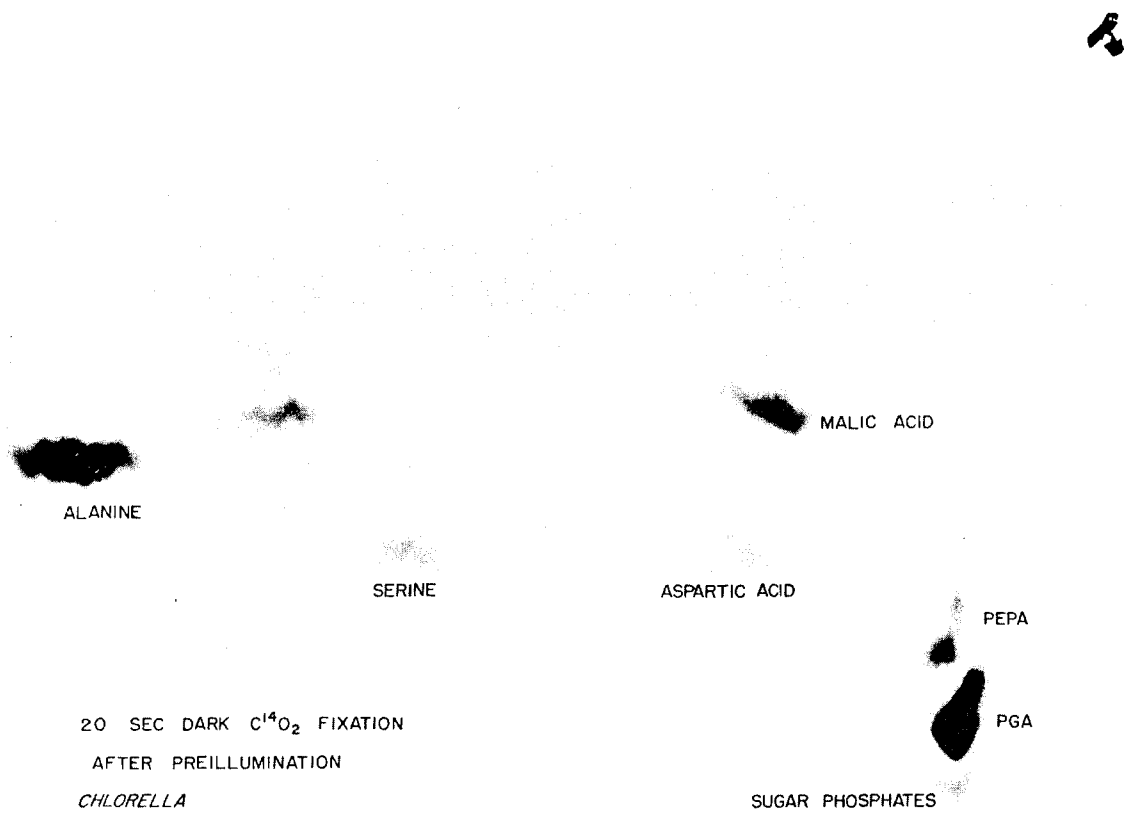 MALIC ACID
ALANINE
SERINE
ASPARTIC ACID
PEPA
PGA
20 SEC DARK C¹⁴O₂ FIXATION
AFTER PREILLUMINATION
CHLORELLA
SUGAR PHOSPHATES